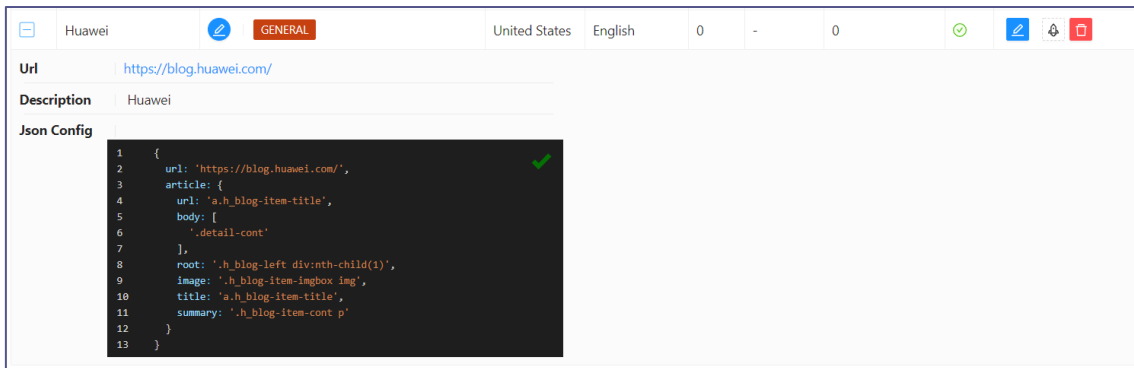 Huawei GENERAL United States English 0 - 0
Url https://blog.huawei.com/
Description Huawei
Json Config
1 {
2 url: 'https://blog.huawei.com/',
3 article: {
4 url: 'a.h_blog-item-title',
5 body: [
6 '.detail-cont'
7 ],
8 root: '.h_blog-left div:nth-child(1)',
9 image: '.h_blog-item-imgbox img',
10 title: 'a.h_blog-item-title',
11 summary: '.h_blog-item-cont p'
12 }
13 }